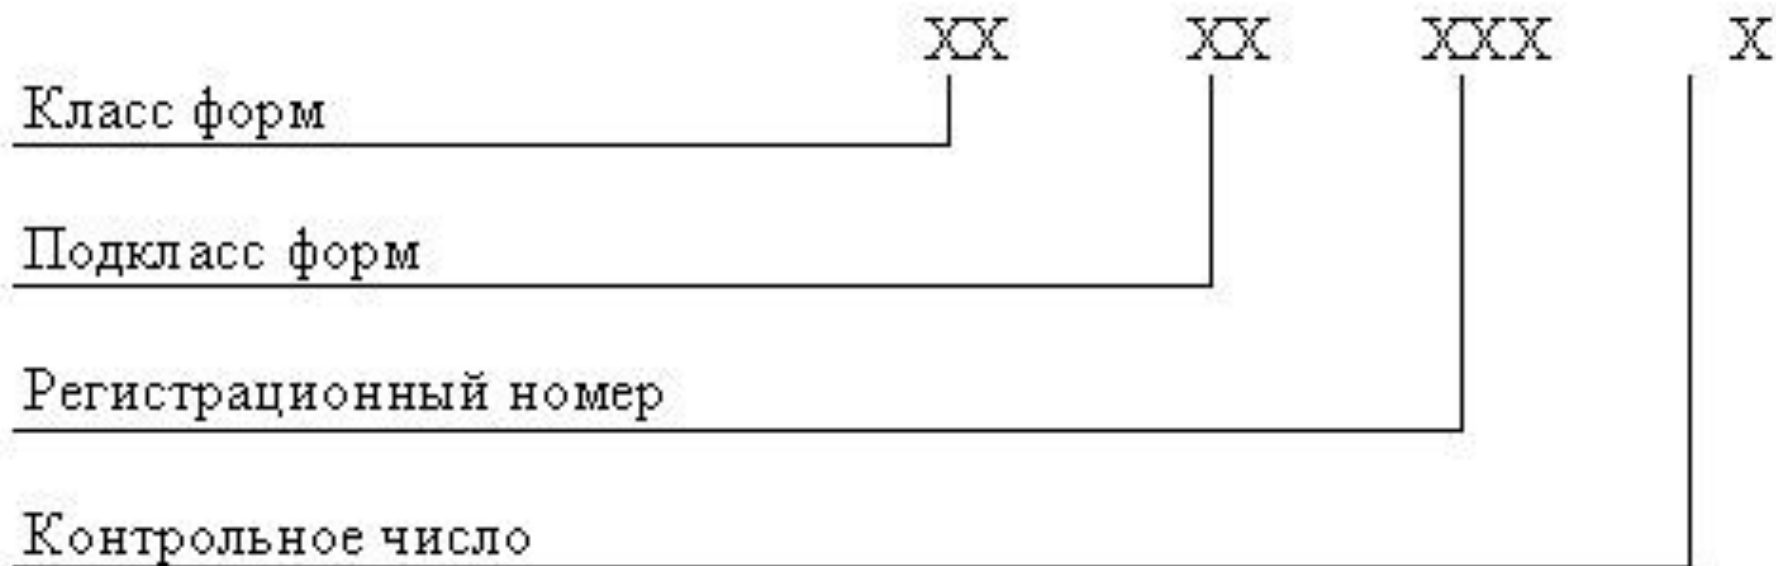 XX XX XXX X
Класс форм
Подкласс форм
Регистрационный номер
Контрольное число